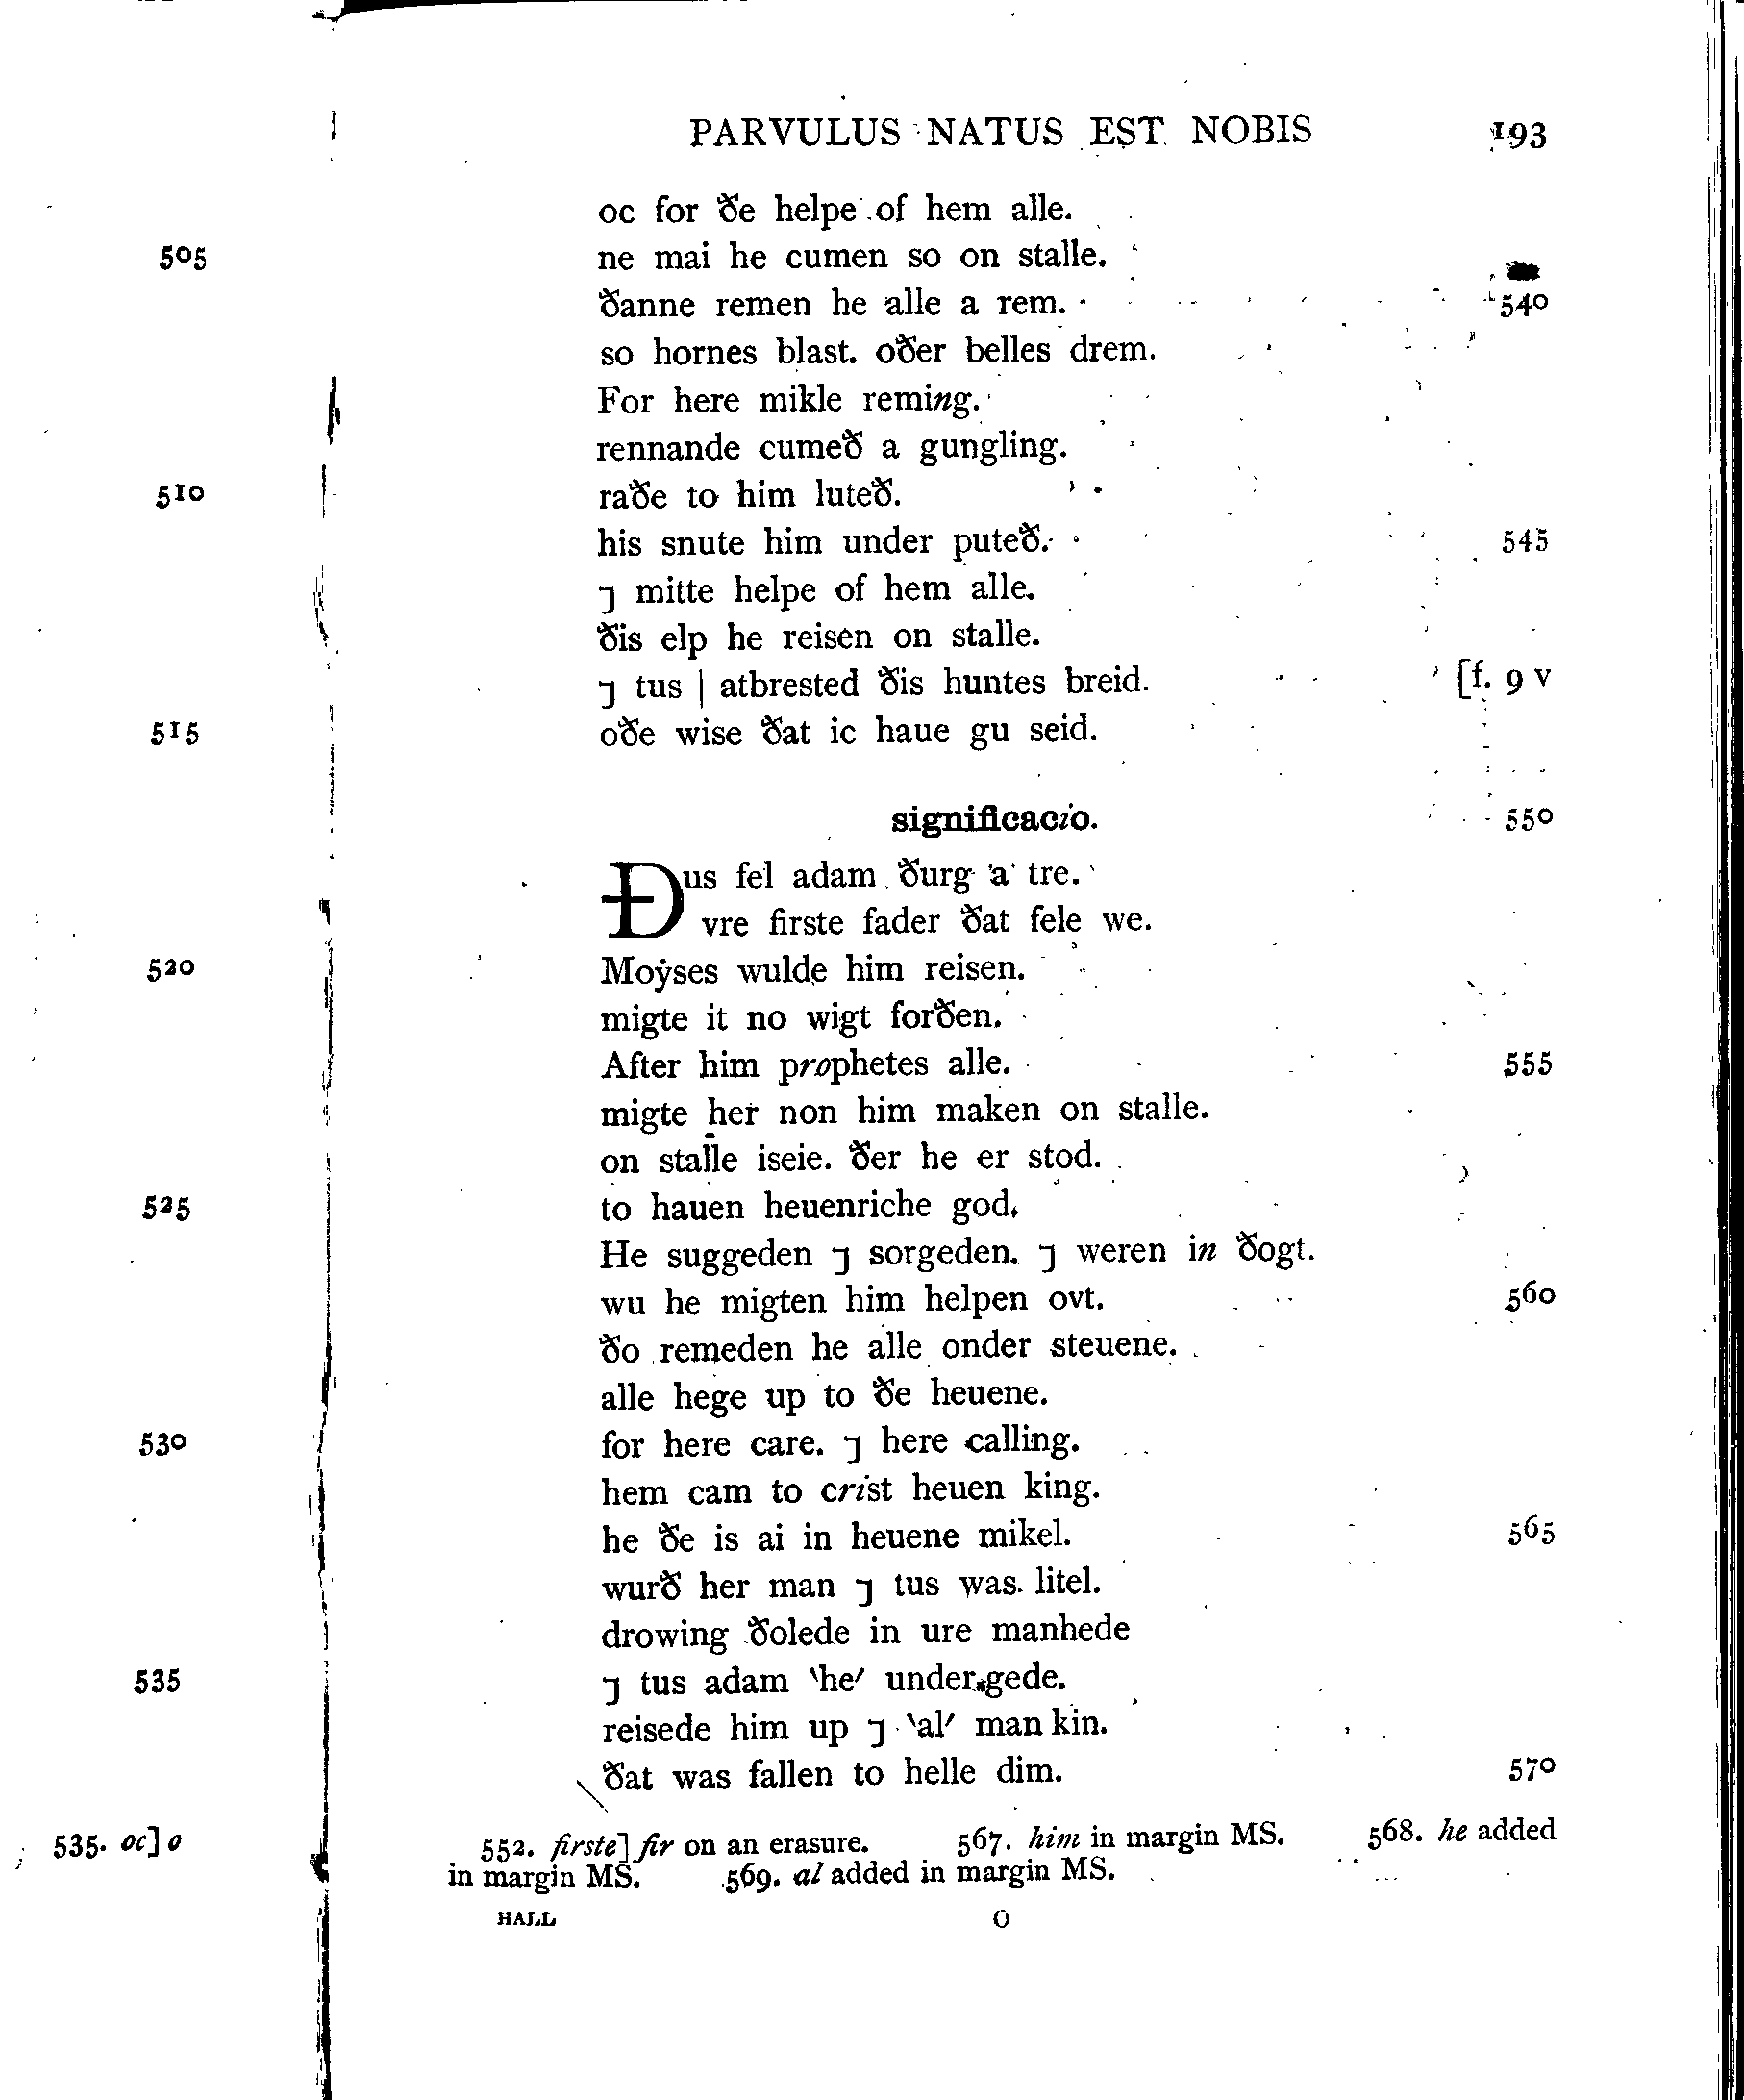 PARVULUS NATUS EST NOBIS 193
oc for ðe helpe of hem alle.
505 ne mai he cumen so on stalle.
ðanne remen he alle a rem. 540
so hornes blast. oðer belles drem.
For here mikle reming.
rennande cumeð a gungling.
510 raðe to him luteð.
his snute him under puteð. 545
⁊ mitte helpe of hem alle.
ðis elp he reisen on stalle.
⁊ tus | atbrested ðis huntes breid. [f. 9 v
515 oðe wise ðat ic haue gu seid.
significacio. 550
Ðus fel adam ðurg a tre.
vre firste fader ðat fele we.
520 Moẏses wulde him reisen.
migte it no wigt forðen.
After him prophetes alle. 555
migte her non him maken on stalle.
on stalle iseie. ðer he er stod.
525 to hauen heuenriche god.
He suggeden ⁊ sorgeden. ⁊ weren in ðogt.
wu he migten him helpen ovt. 560
ðo remeden he alle onder steuene.
alle hege up to ðe heuene.
530 for here care. ⁊ here calling.
hem cam to crist heuen king.
he ðe is ai in heuene mikel. 565
wurð her man ⁊ tus was litel.
drowing ðolede in ure manhede
535 ⁊ tus adam ‵he′ under gede.
reisede him up ⁊ ‵al′ man kin.
ðat was fallen to helle dim. 570
535. oc] o 552. firste] fir on an erasure. 567. him in margin MS. 568. he added
in margin MS. 569. al added in margin MS.
HALL O